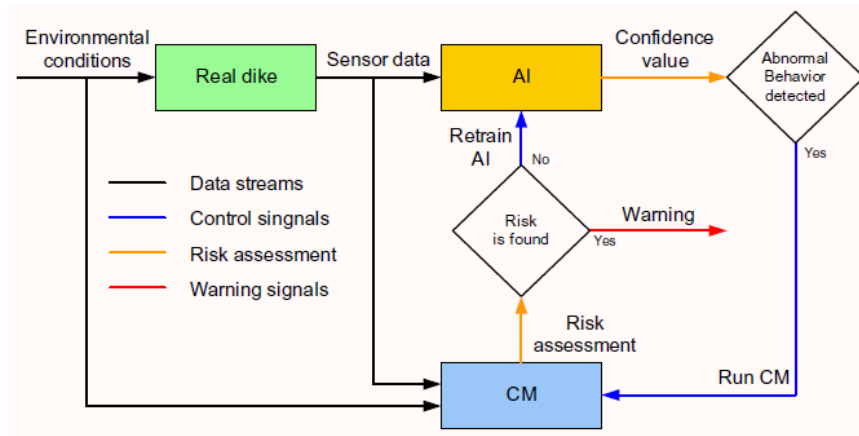 Environmental
conditions
Real dike
Sensor data
AI
Confidence
value
Abnormal
Behavior
detected
Yes
Retrain
AI
No
Risk
is found
Yes
Warning
Data streams
Control singnals
Risk assessment
Warning signals
Risk
assessment
CM
Run CM